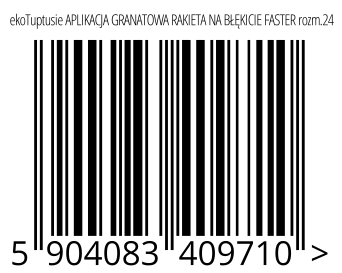 ekoTuptusie APLIKACJA GRANATOWA RAKIETA NA BŁĘKICIE FASTER rozm.24
5 904083 409710 >